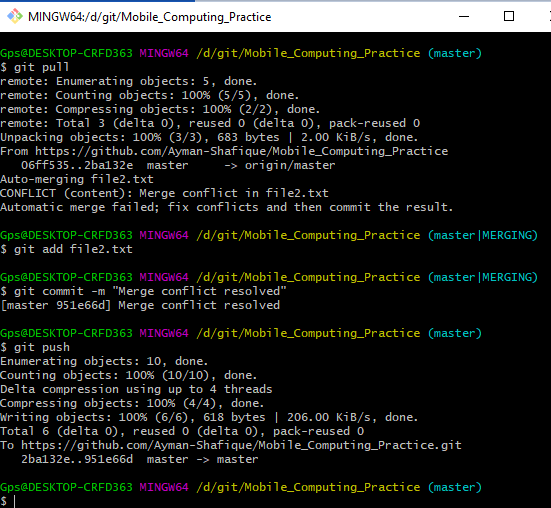 MINGW64:/d/git/Mobile_Computing_Practice
Gps@DESKTOP-CRFD363 MINGW64 /d/git/Mobile_Computing_Practice (master)
$ git pull
remote: Enumerating objects: 5, done.
remote: Counting objects: 100% (5/5), done.
remote: Compressing objects: 100% (2/2), done.
remote: Total 3 (delta 0), reused 0 (delta 0), pack-reused 0
Unpacking objects: 100% (3/3), 683 bytes | 2.00 KiB/s, done.
From https://github.com/Ayman-Shafique/Mobile_Computing_Practice
   06ff535..2ba132e  master     -> origin/master
Auto-merging file2.txt
CONFLICT (content): Merge conflict in file2.txt
Automatic merge failed; fix conflicts and then commit the result.
Gps@DESKTOP-CRFD363 MINGW64 /d/git/Mobile_Computing_Practice (master|MERGING)
$ git add file2.txt
Gps@DESKTOP-CRFD363 MINGW64 /d/git/Mobile_Computing_Practice (master|MERGING)
$ git commit -m "Merge conflict resolved"
[master 951e66d] Merge conflict resolved
Gps@DESKTOP-CRFD363 MINGW64 /d/git/Mobile_Computing_Practice (master)
$ git push
Enumerating objects: 10, done.
Counting objects: 100% (10/10), done.
Delta compression using up to 4 threads
Compressing objects: 100% (4/4), done.
Writing objects: 100% (6/6), 618 bytes | 206.00 KiB/s, done.
Total 6 (delta 0), reused 0 (delta 0), pack-reused 0
To https://github.com/Ayman-Shafique/Mobile_Computing_Practice.git
   2ba132e..951e66d  master -> master
Gps@DESKTOP-CRFD363 MINGW64 /d/git/Mobile_Computing_Practice (master)
$